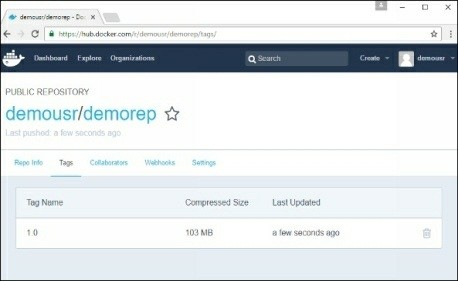 demousr/demorep - Doc
https://hub.docker.com/r/demousr/demorep/tags/
Dashboard Explore Organizations Search Create demousr
PUBLIC REPOSITORY
demousr/demorep
Last pushed: a few seconds ago
Repo Info Tags Collaborators Webhooks Settings
Tag Name Compressed Size Last Updated
1.0 103 MB a few seconds ago